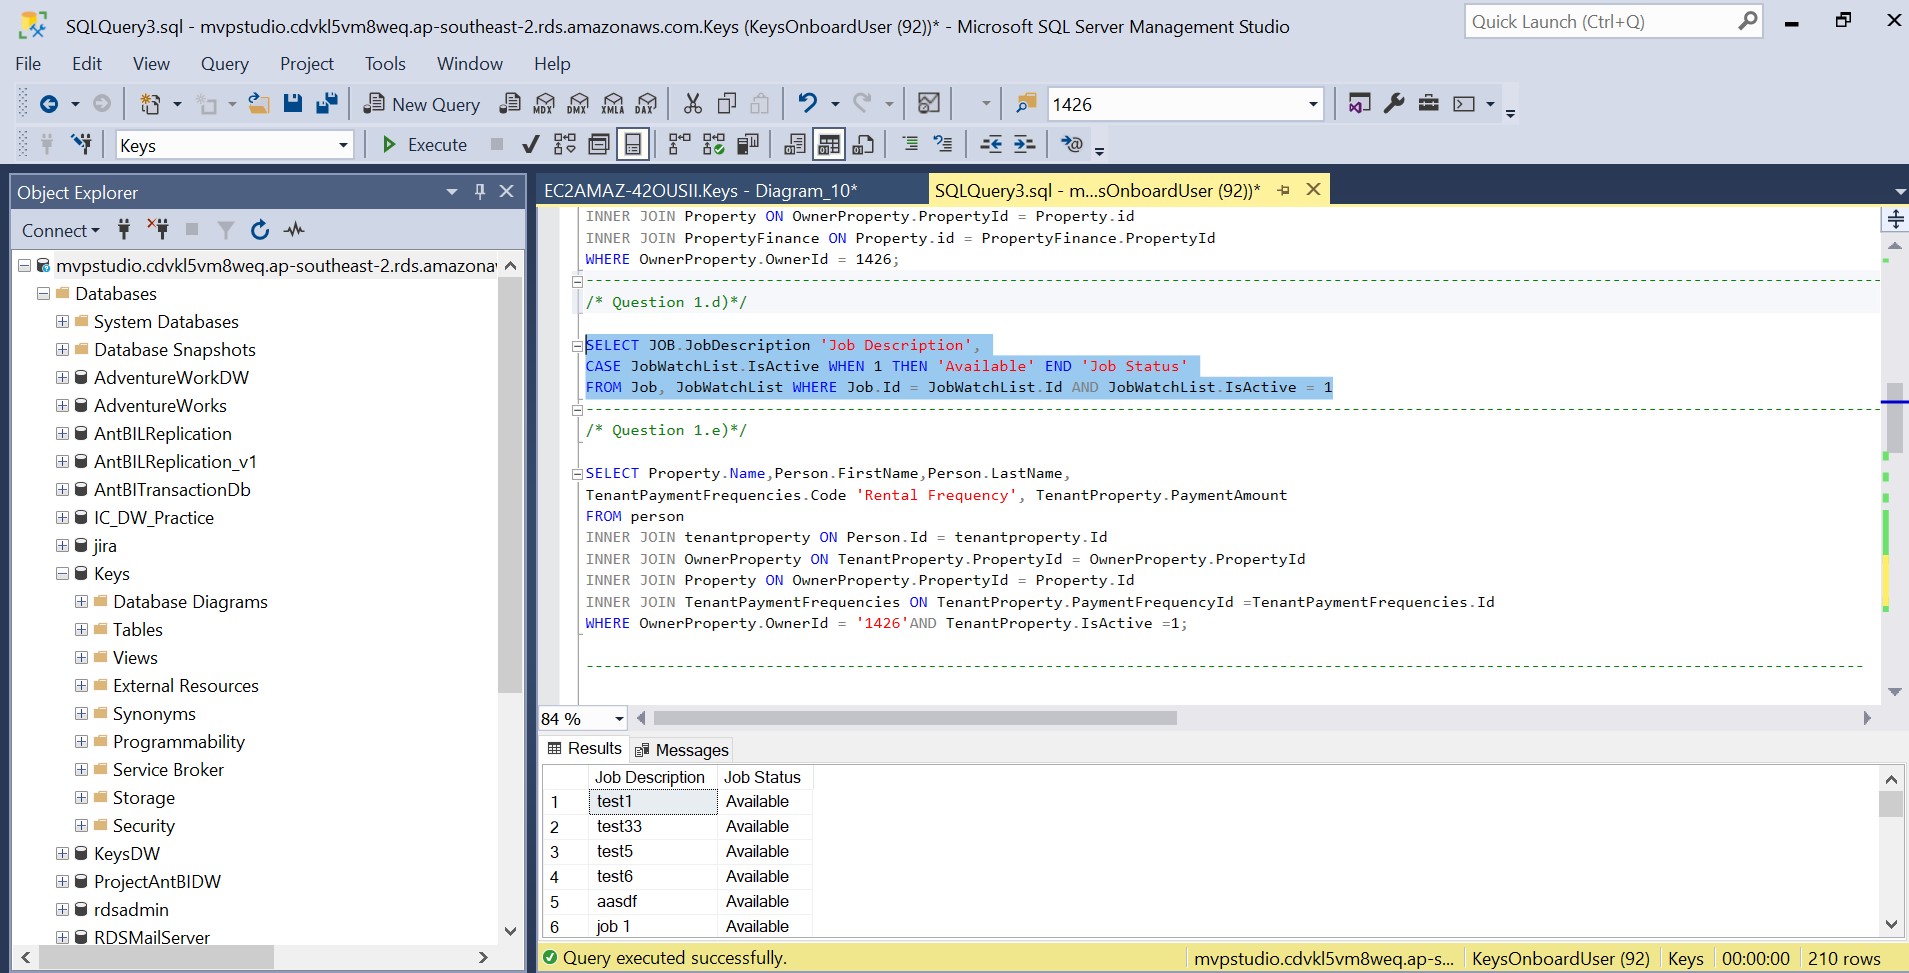 SQLQuery3.sql - mvpstudio.cdvkl5vm8weq.ap-southeast-2.rds.amazonaws.com.Keys (KeysOnboardUser (92))* - Microsoft SQL Server Management Studio
Quick Launch (Ctrl+Q)
File Edit View Query Project Tools Window Help
New Query MDX DMX XMLA DAX 1426
Keys Execute
Object Explorer
Connect
mvpstudio.cdvkl5vm8weq.ap-southeast-2.rds.amazona
Databases
System Databases
Database Snapshots
AdventureWorkDW
AdventureWorks
AntBILReplication
AntBILReplication_v1
AntBITransactionDb
IC_DW_Practice
jira
Keys
Database Diagrams
Tables
Views
External Resources
Synonyms
Programmability
Service Broker
Storage
Security
KeysDW
ProjectAntBIDW
rdsadmin
RDSMailServer
EC2AMAZ-42OUSII.Keys - Diagram_10*
SQLQuery3.sql - m...sOnboardUser (92))*
INNER JOIN Property ON OwnerProperty.PropertyId = Property.id
INNER JOIN PropertyFinance ON Property.id = PropertyFinance.PropertyId
WHERE OwnerProperty.OwnerId = 1426;
/* Question 1.d)*/
SELECT JOB.JobDescription 'Job Description',
CASE JobWatchList.IsActive WHEN 1 THEN 'Available' END 'Job Status'
FROM Job, JobWatchList WHERE Job.Id = JobWatchList.Id AND JobWatchList.IsActive = 1
/* Question 1.e)*/
SELECT Property.Name,Person.FirstName,Person.LastName,
TenantPaymentFrequencies.Code 'Rental Frequency', TenantProperty.PaymentAmount
FROM person
INNER JOIN tenantproperty ON Person.Id = tenantproperty.Id
INNER JOIN OwnerProperty ON TenantProperty.PropertyId = OwnerProperty.PropertyId
INNER JOIN Property ON OwnerProperty.PropertyId = Property.Id
INNER JOIN TenantPaymentFrequencies ON TenantProperty.PaymentFrequencyId =TenantPaymentFrequencies.Id
WHERE OwnerProperty.OwnerId = '1426'AND TenantProperty.IsActive =1;
84 %
Results Messages
Job Description Job Status
1 test1 Available
2 test33 Available
3 test5 Available
4 test6 Available
5 aasdf Available
6 job 1 Available
Query executed successfully.
mvpstudio.cdvkl5vm8weq.ap-s... KeysOnboardUser (92) Keys 00:00:00 210 rows